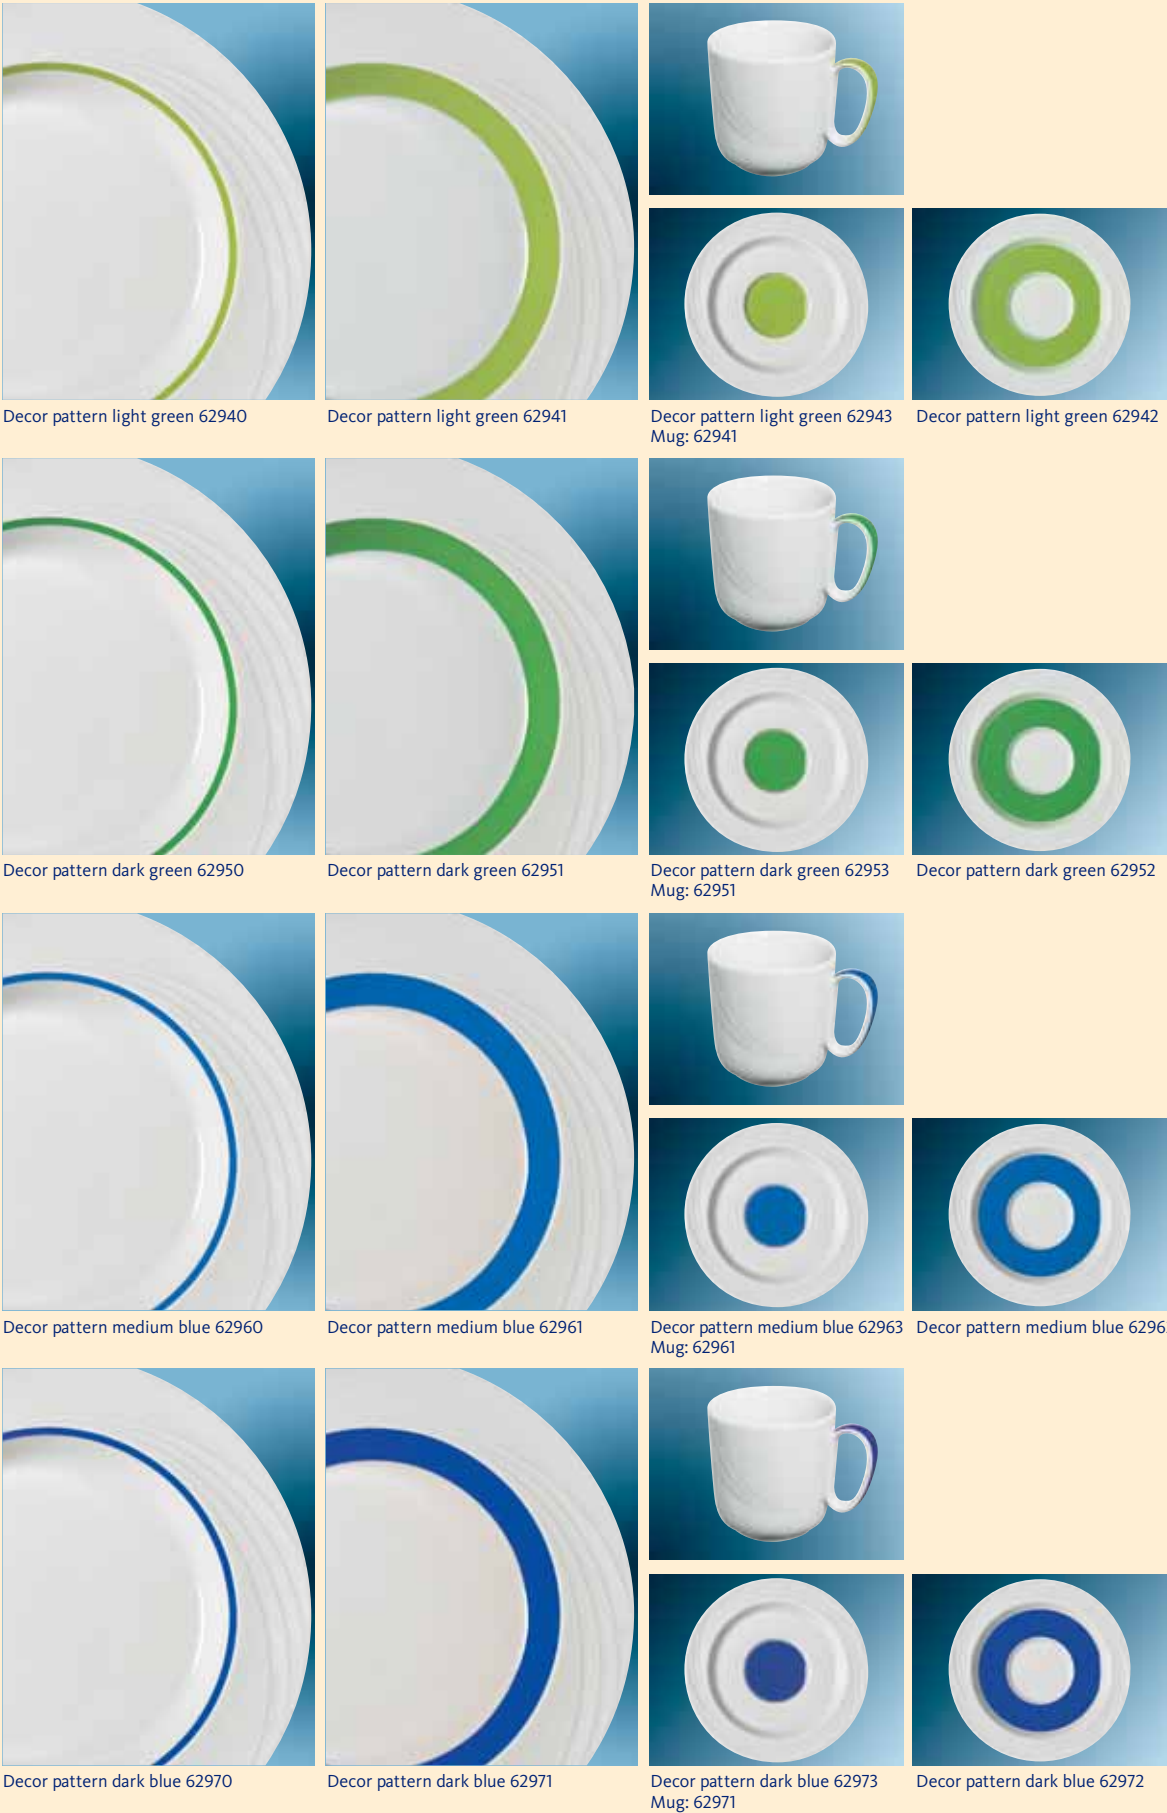 Decor pattern light green 62940
Decor pattern light green 62941
Decor pattern light green 62943
Mug: 62941
Decor pattern light green 62942
Decor pattern dark green 62950
Decor pattern dark green 62951
Decor pattern dark green 62953
Mug: 62951
Decor pattern dark green 62952
Decor pattern medium blue 62960
Decor pattern medium blue 62961
Decor pattern medium blue 62963
Mug: 62961
Decor pattern medium blue 6296
Decor pattern dark blue 62970
Decor pattern dark blue 62971
Decor pattern dark blue 62973
Mug: 62971
Decor pattern dark blue 62972